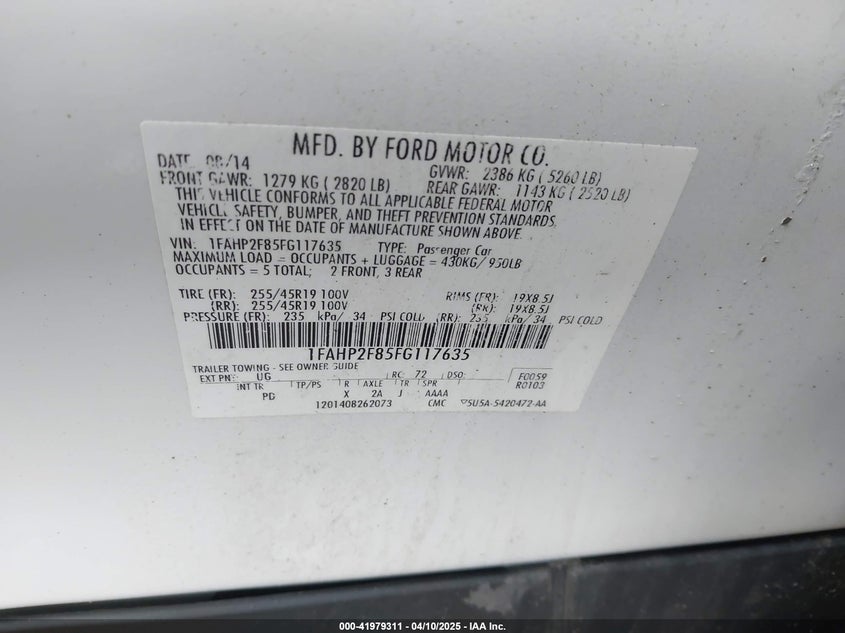 MFD. BY FORD MOTOR CO.
DATE 08/14 GVWR: 2386 KG ( 5260 LB)
FRONT GAWR: 1279 KG ( 2820 LB) REAR GAWR: 1143 KG ( 2520 LB)
THIS VEHICLE CONFORMS TO ALL APPLICABLE FEDERAL MOTOR
VEHICLE SAFETY, BUMPER, AND THEFT PREVENTION STANDARDS
IN EFFECT ON THE DATE OF MANUFACTURE SHOWN ABOVE.
VIN: 1FAHP2F85FG117635 TYPE: Passenger Car
MAXIMUM LOAD = OCCUPANTS + LUGGAGE = 430KG/ 950LB
OCCUPANTS = 5 TOTAL; 2 FRONT, 3 REAR
TIRE (FR): 255/45R19 100V RIMS (FR): 19X8.5J
(RR): 255/45R19 100V (RR): 19X8.5J
PRESSURE (FR): 235 kPa/ 34 PSI COLD (RR): 235 kPa/ 34 PSI COLD
1FAHP2F85FG117635
TRAILER TOWING - SEE OWNER GUIDE
EXT PNT: UG RC: 72 DSO: F0059
INT TR TP/PS R AXLE TR SPR R0103
PD X 2A J AAAA
1201408262073 CMC 5U5A-5420472-AA
000-41979311 | 04/10/2025 — IAA Inc.